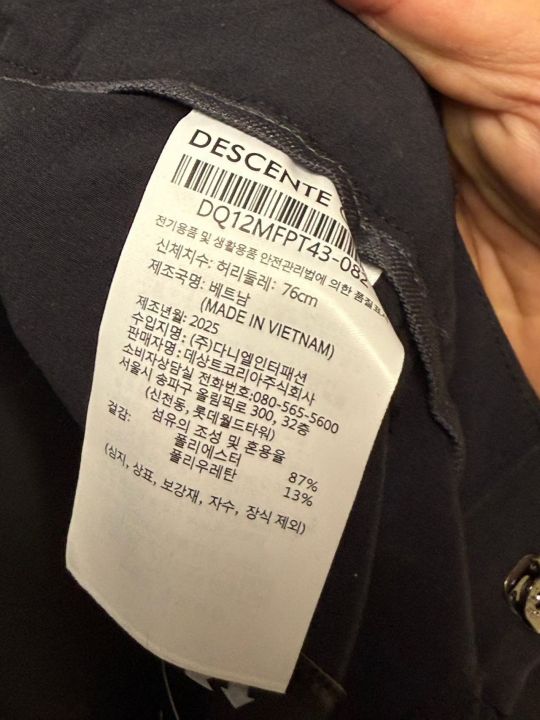 DESCENTE
DQ12MFPT43-082
전기용품 및 생활용품 안전관리법에 의한 품질표
신체치수: 허리둘레: 76cm
제조국명: 베트남
(MADE IN VIETNAM)
제조년월: 2025
수입자명: (주)다니엘인터패션
판매자명: 데상트코리아주식회사
소비자상담실 전화번호:080-565-5600
서울시 송파구 올림픽로 300, 32층
(신천동, 롯데월드타워)
섬유의 조성 및 혼용율
겉감: 폴리에스터 87%
폴리우레탄 13%
(심지, 상표, 보강재, 자수, 장식 제외)